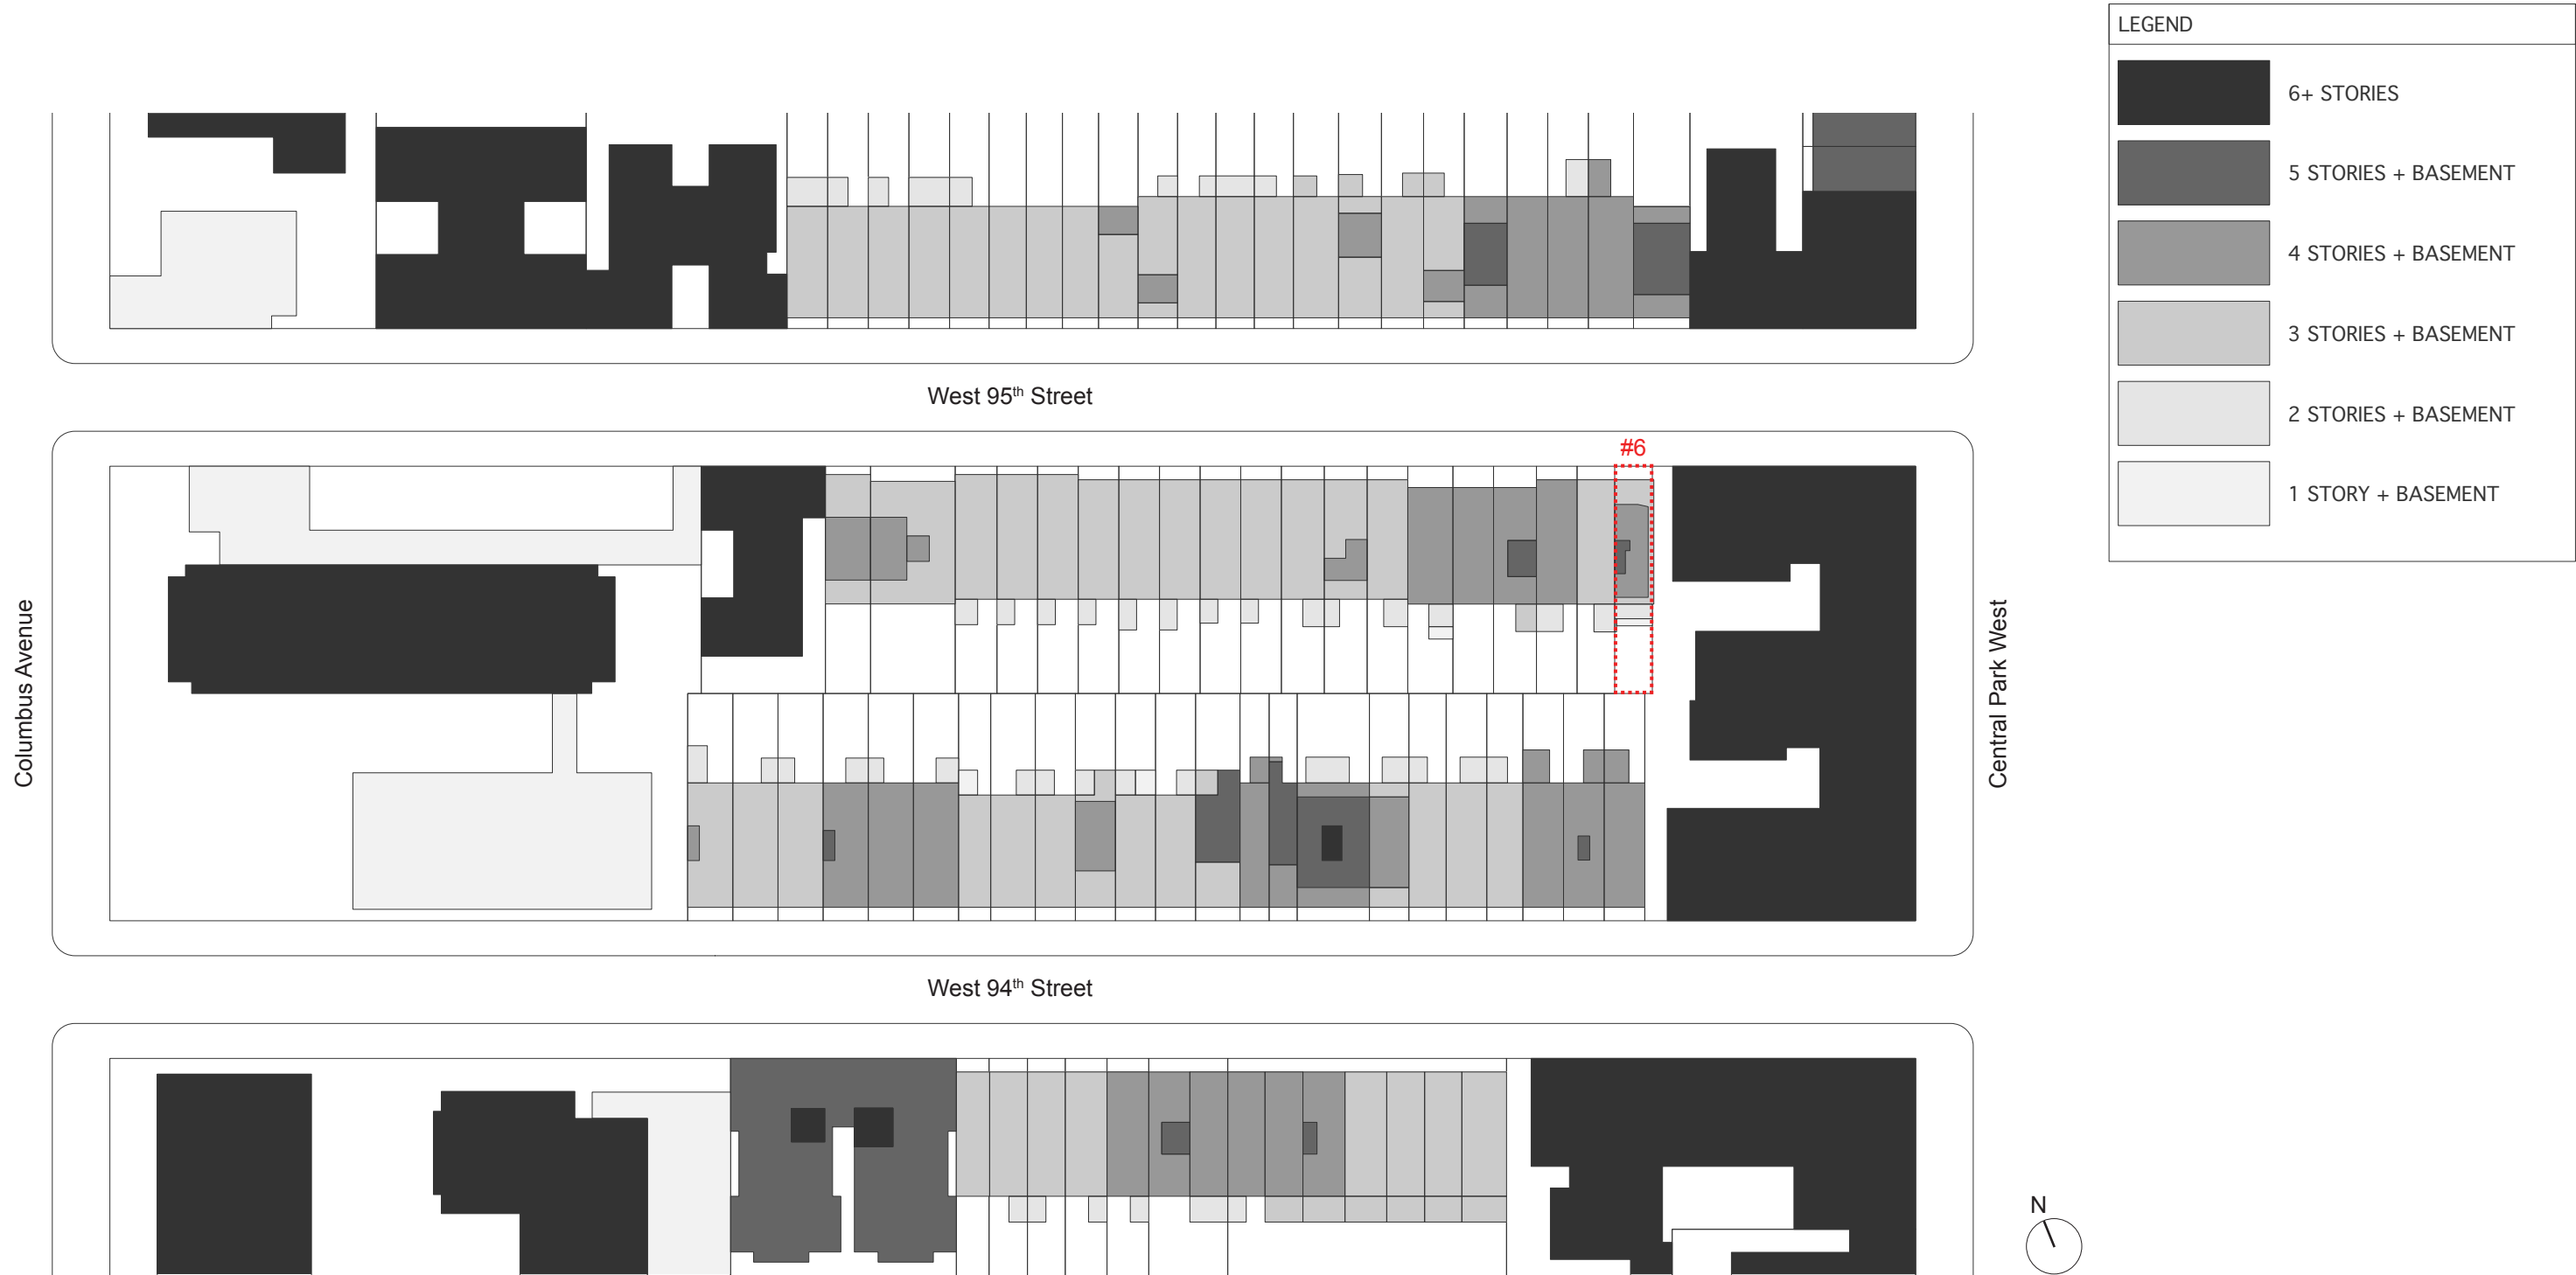 LEGEND
6+ STORIES
5 STORIES + BASEMENT
4 STORIES + BASEMENT
3 STORIES + BASEMENT
2 STORIES + BASEMENT
1 STORY + BASEMENT
West 95th Street
#6
Columbus Avenue
Central Park West
West 94th Street
N